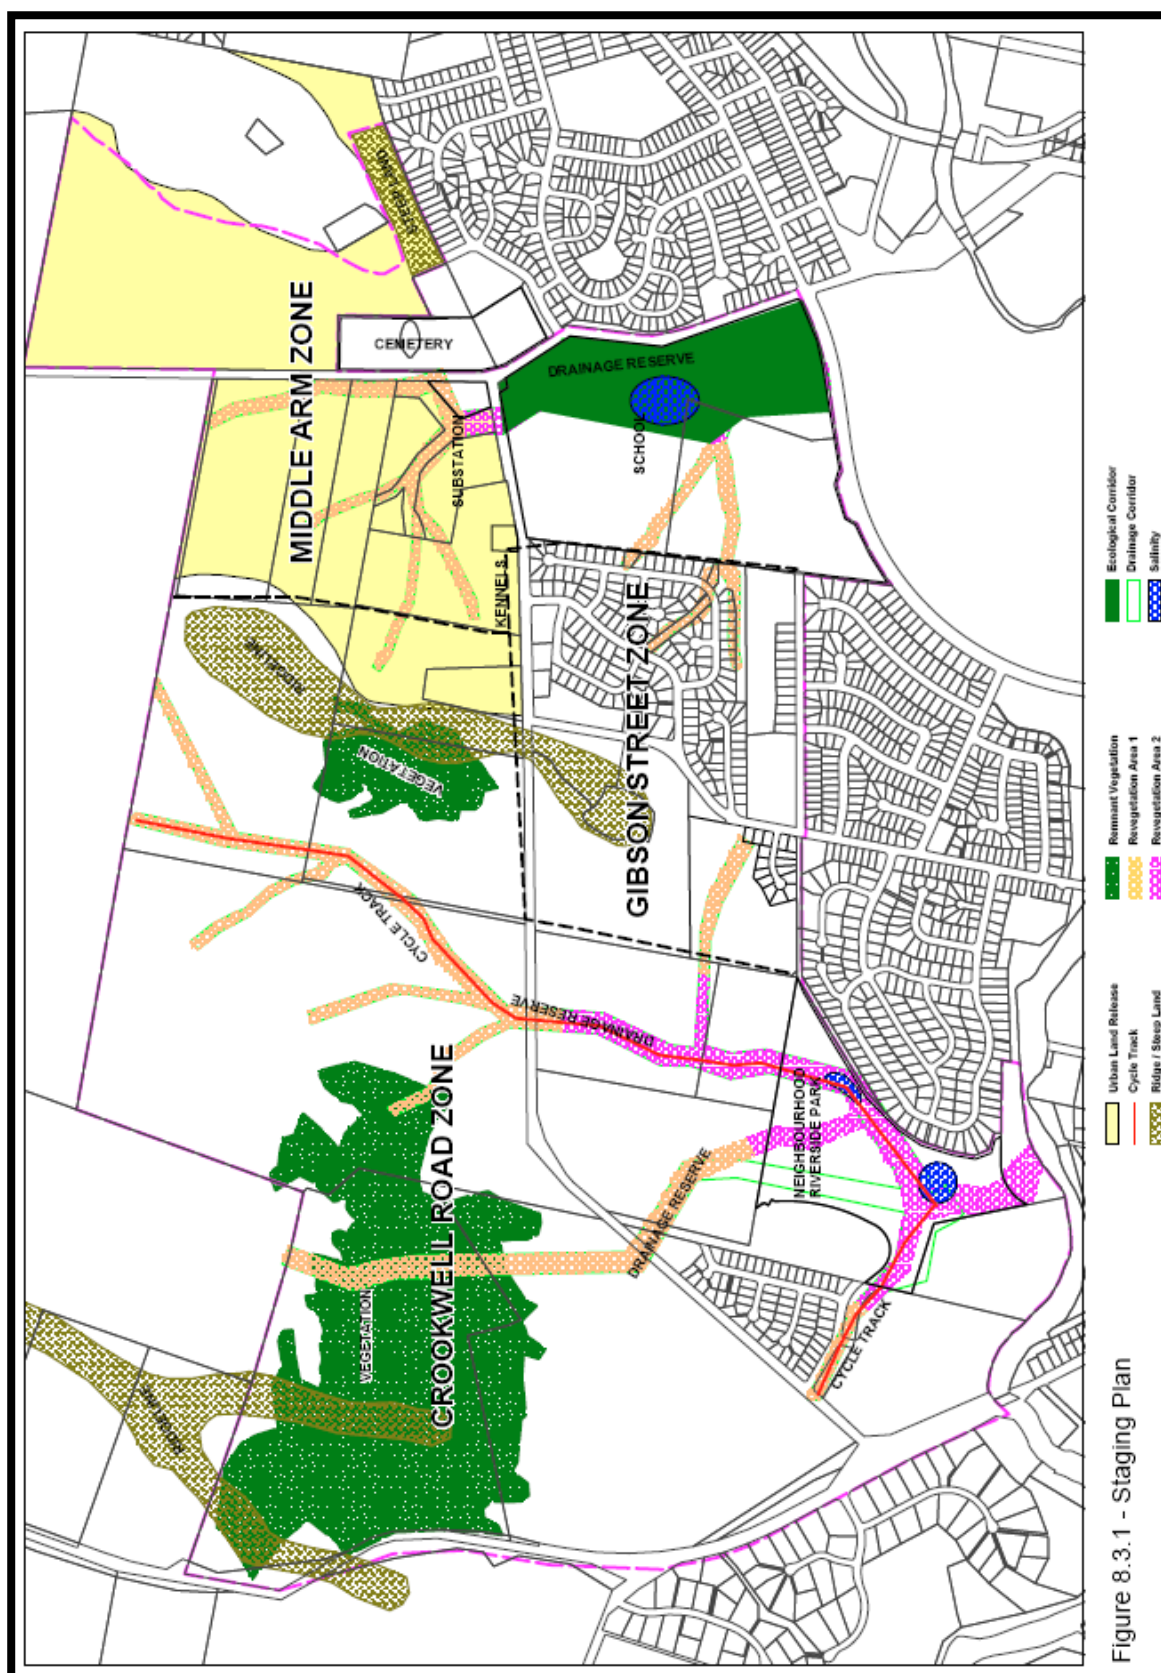 MIDDLE ARM ZONE
STEEP LAND
CEMETERY
DRAINAGE RESERVE
SUBSTATION
SCHOOL
KENNELS
RIDGELINE
VEGETATION
GIBSON STREET ZONE
CYCLE TRACK
DRAINAGE RESERVE
CROOKWELL ROAD ZONE
NEIGHBOURHOOD
RIVERSIDE PARK
DRAINAGE RESERVE
VEGETATION
RIDGELINE
CYCLE TRACK
Urban Land Release
Cycle Track
Ridge / Steep Land
Remnant Vegetation
Revegetation Area 1
Revegetation Area 2
Ecological Corridor
Drainage Corridor
Salinity
Figure 8.3.1 - Staging Plan